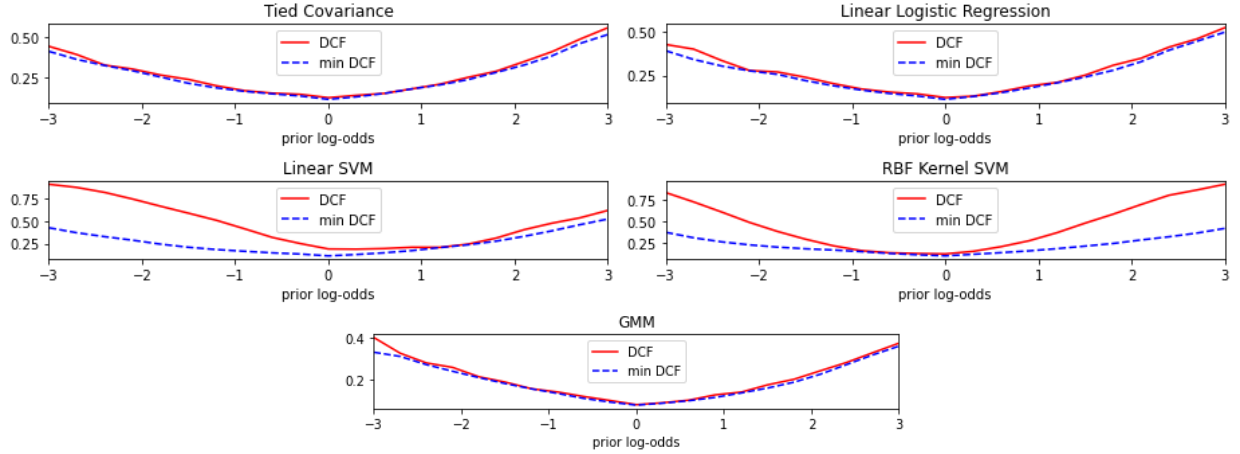 Tied Covariance
0.50
0.25
DCF
min DCF
−3 −2 −1 0 1 2 3
prior log-odds
Linear Logistic Regression
0.50
0.25
DCF
min DCF
−3 −2 −1 0 1 2 3
prior log-odds
Linear SVM
0.75
0.50
0.25
DCF
min DCF
−3 −2 −1 0 1 2 3
prior log-odds
RBF Kernel SVM
0.75
0.50
0.25
DCF
min DCF
−3 −2 −1 0 1 2 3
prior log-odds
GMM
0.4
0.2
DCF
min DCF
−3 −2 −1 0 1 2 3
prior log-odds